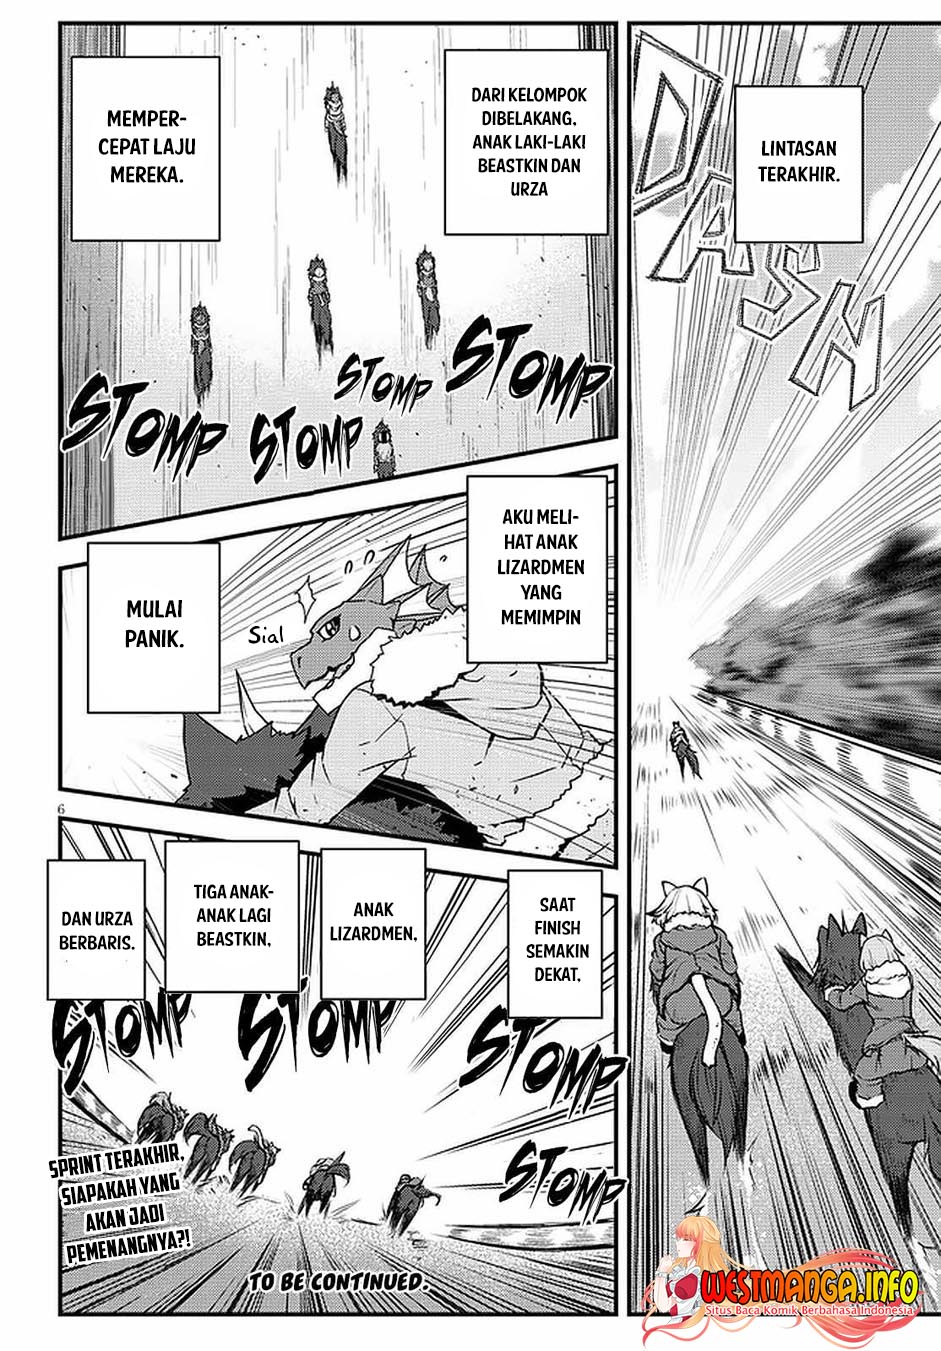 LINTASAN
TERAKHIR.
DASH
DARI KELOMPOK
DIBELAKANG,
ANAK LAKI-LAKI
BEASTKIN DAN
URZA
MEMPER-
CEPAT LAJU
MEREKA.
STOMP
STOMP
STOMP
STOMP
AKU MELI-
HAT ANAK
LIZARDMEN
YANG
MEMIMPIN
MULAI
PANIK.
Sial
6
SAAT
FINISH
SEMAKIN
DEKAT,
ANAK
LIZARDMEN,
TIGA ANAK-
ANAK LAGI
BEASTKIN,
DAN URZA
BERBARIS.
STOMP
STOMP
STOMP
STOMP
STOMP
SPRINT TERAKHIR,
SIAPAKAH YANG
AKAN JADI
PEMENANGNYA?!
TO BE CONTINUED.
WESTMANGA.INFO
Situs Baca Komik Berbahasa Indonesia